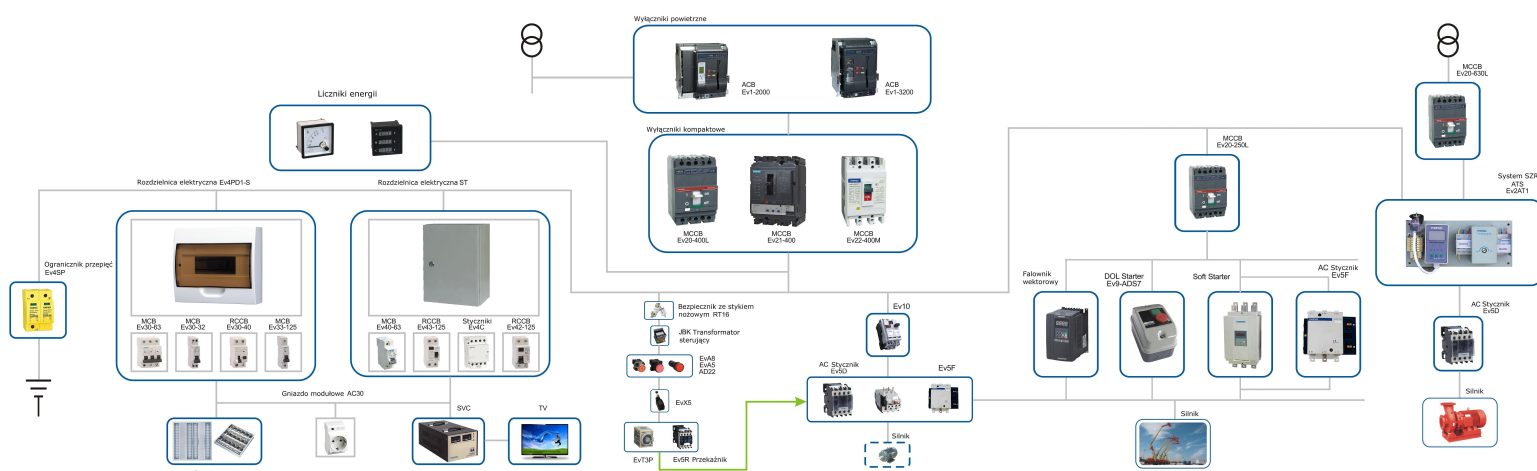 Wyłączniki powietrzne
ACB
Ev1-2000
ACB
Ev1-3200
MCCB
Ev20-630L
Liczniki energii
Wyłączniki kompaktowe
MCCB
Ev20-400L
MCCB
Ev21-400
MCCB
Ev22-400M
MCCB
Ev20-250L
System SZR
ATS
Ev2AT1
Rozdzielnica elektryczna Ev4PD1-S
Rozdzielnica elektryczna ST
Ogranicznik przepięć
Ev4SP
MCB
Ev30-63
MCB
Ev30-32
RCCB
Ev30-40
MCB
Ev33-125
MCB
Ev40-63
RCCB
Ev43-125
Styczniki
Ev4C
RCCB
Ev42-125
Falownik
wektorowy
DOL Starter
Ev9-ADS7
Soft Starter
AC Stycznik
Ev5F
AC Stycznik
Ev5D
Bezpiecznik ze stykiem
nożowym RT16
JBK Transformator
sterujący
EvA8
EvA5
AD22
EvX5
EvT3P
Ev5R Przekaźnik
Ev10
AC Stycznik
Ev5D
Ev5F
Silnik
Silnik
Silnik
Gniazdo modułowe AC30
SVC
TV